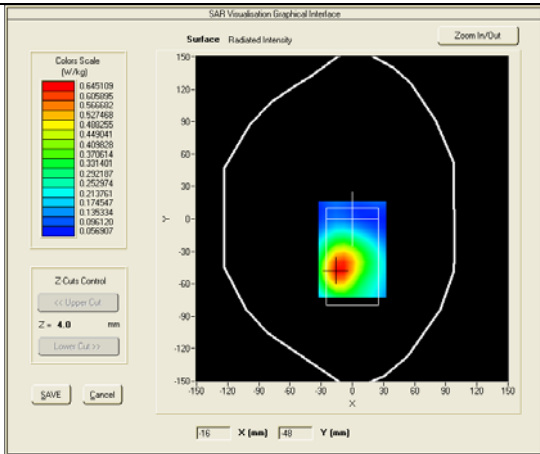 SAR Visualisation Graphical Interface
Surface Radiated Intensity
Zoom In/Out
Colors Scale
(W/kg)
0.645109
0.605895
0.566682
0.527468
0.488255
0.449041
0.409828
0.370614
0.331401
0.292187
0.252974
0.213761
0.174547
0.135334
0.096120
0.056907
Z Cuts Control
<< Upper Cut
Z = 4.0 mm
Lower Cut >>
SAVE
Cancel
150
120
90
60
30
0
-30
-60
-90
-120
-150
Y
-150 -120 -90 -60 -30 0 30 60 90 120 150
X
-16 X (mm) -48 Y (mm)